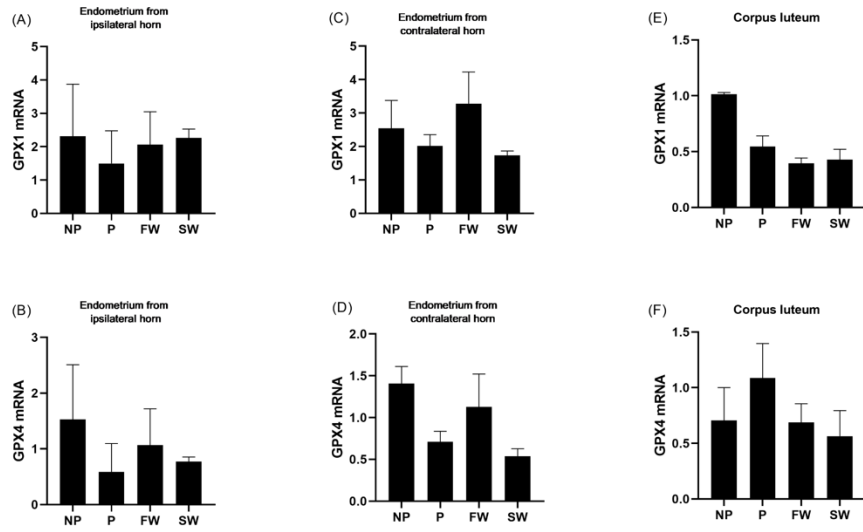 (A)
Endometrium from
ipsilateral horn
GPX1 mRNA
5
4
3
2
1
0
NP P FW SW
(C)
Endometrium from
contralateral horn
GPX1 mRNA
5
4
3
2
1
0
NP P FW SW
(E)
Corpus luteum
GPX1 mRNA
1.5
1.0
0.5
0.0
NP P FW SW
(B)
Endometrium from
ipsilateral horn
GPX4 mRNA
3
2
1
0
NP P FW SW
(D)
Endometrium from
contralateral horn
GPX4 mRNA
2.0
1.5
1.0
0.5
0.0
NP P FW SW
(F)
Corpus luteum
GPX4 mRNA
1.5
1.0
0.5
0.0
NP P FW SW